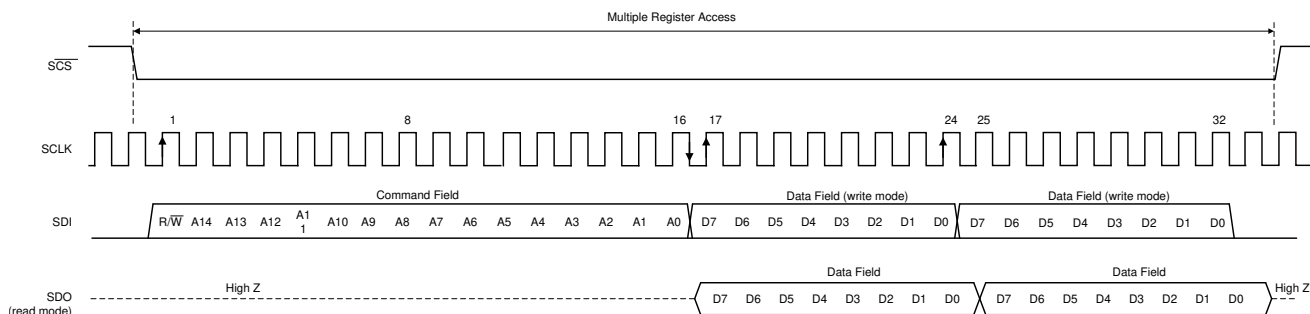 Multiple Register Access
SCS
1 8 16 17 24 25 32
SCLK
Command Field Data Field (write mode) Data Field (write mode)
SDI R/W A14 A13 A12 A1 A10 A9 A8 A7 A6 A5 A4 A3 A2 A1 A0 D7 D6 D5 D4 D3 D2 D1 D0 D7 D6 D5 D4 D3 D2 D1 D0
1
Data Field Data Field
High Z High Z
SDO D7 D6 D5 D4 D3 D2 D1 D0 D7 D6 D5 D4 D3 D2 D1 D0
(read mode)